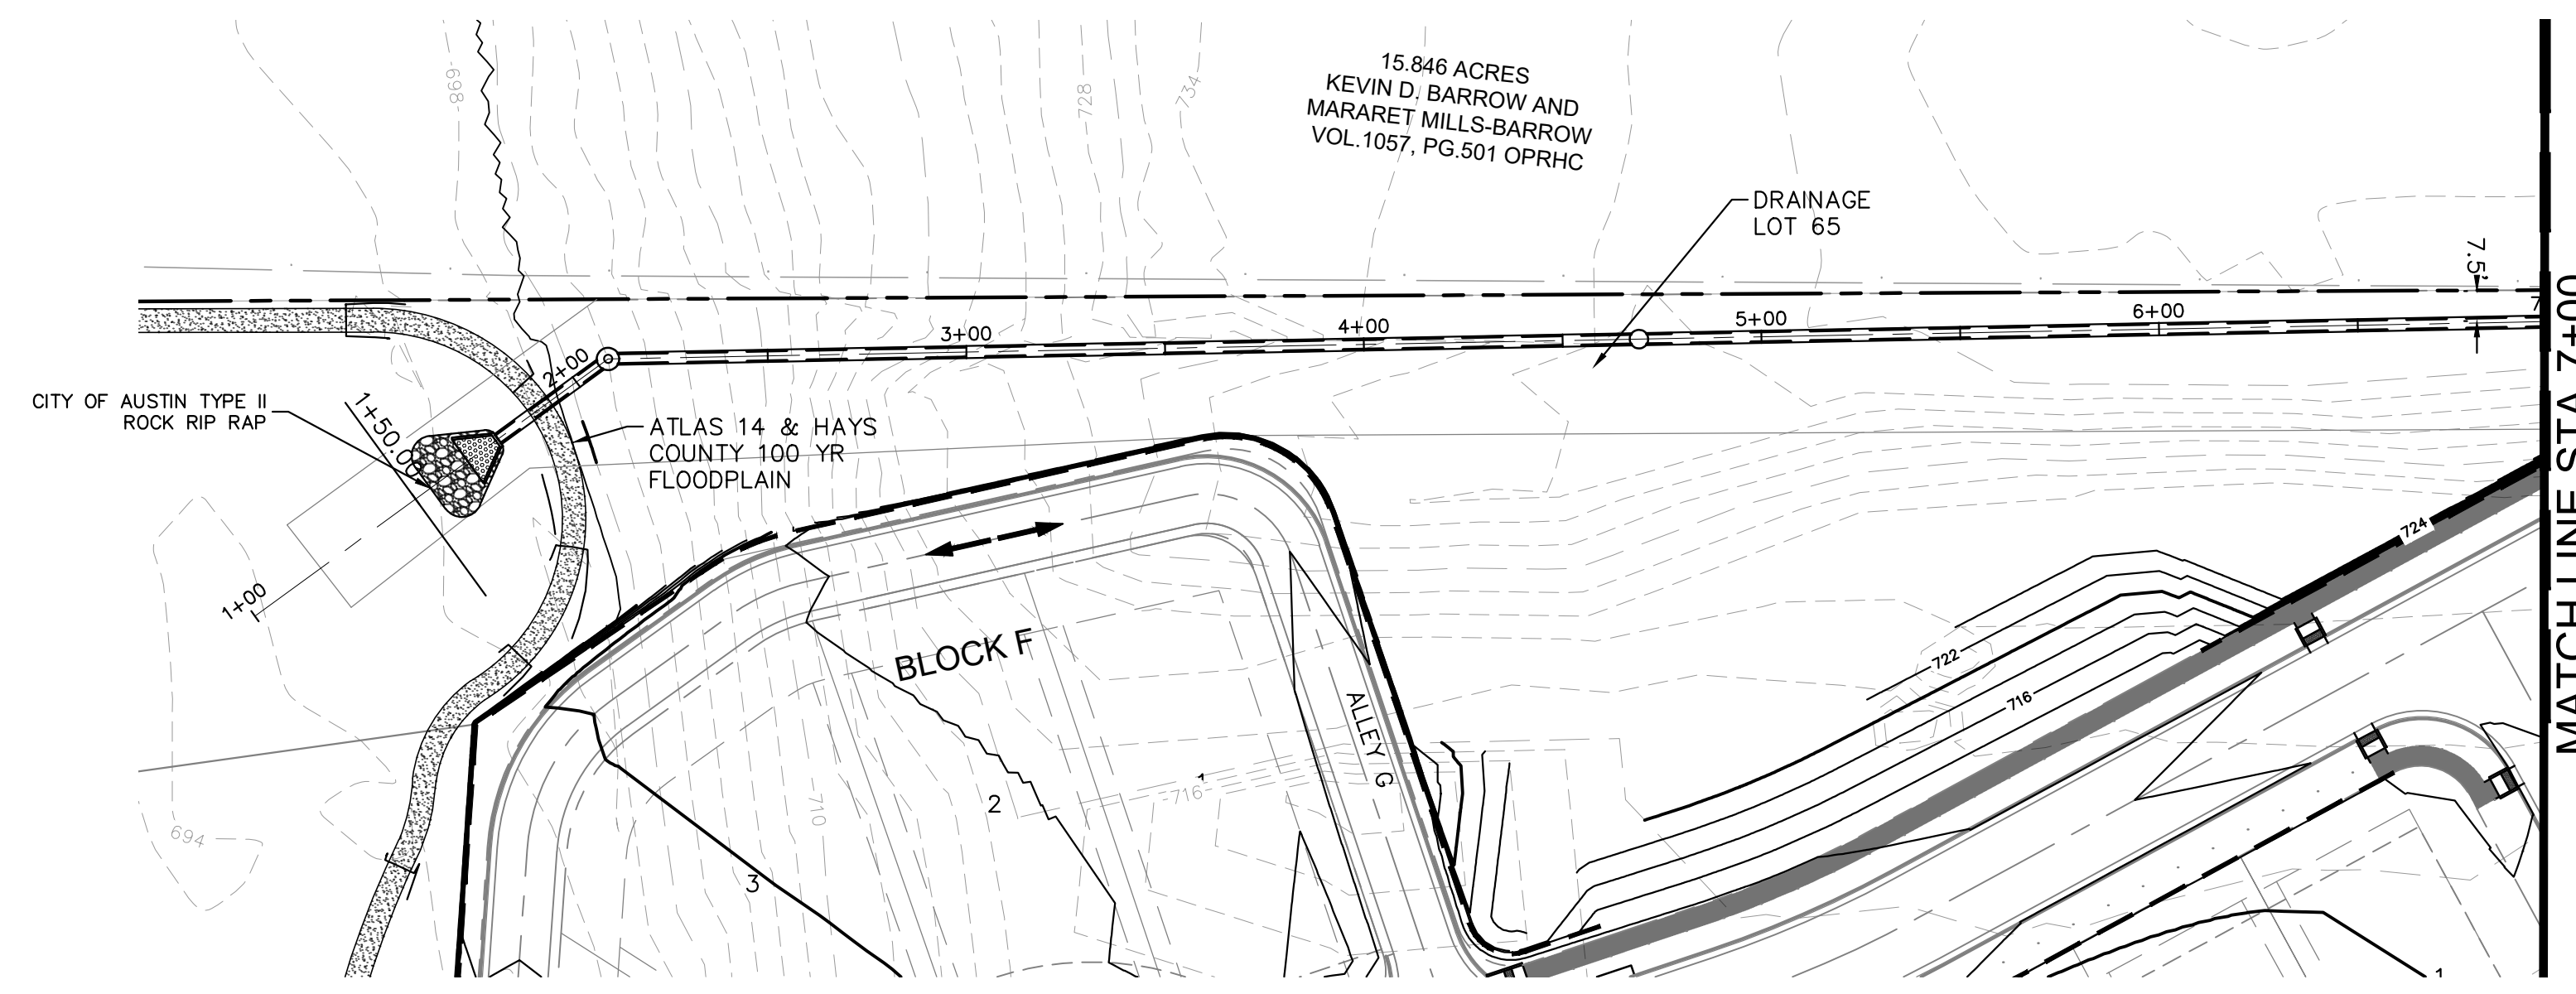 698
728
734
15.846 ACRES
KEVIN D. BARROW AND
MARARET MILLS-BARROW
VOL.1057, PG.501 OPRHC
DRAINAGE
LOT 65
7.5'
MATCH LINE STA 7+00
2+00
3+00
4+00
5+00
6+00
7
CITY OF AUSTIN TYPE II
ROCK RIP RAP
1+50.00
ATLAS 14 & HAYS
COUNTY 100 YR
FLOODPLAIN
1+00
724
BLOCK F
722
716
ALLEY G
1
716
2
710
694
3
1